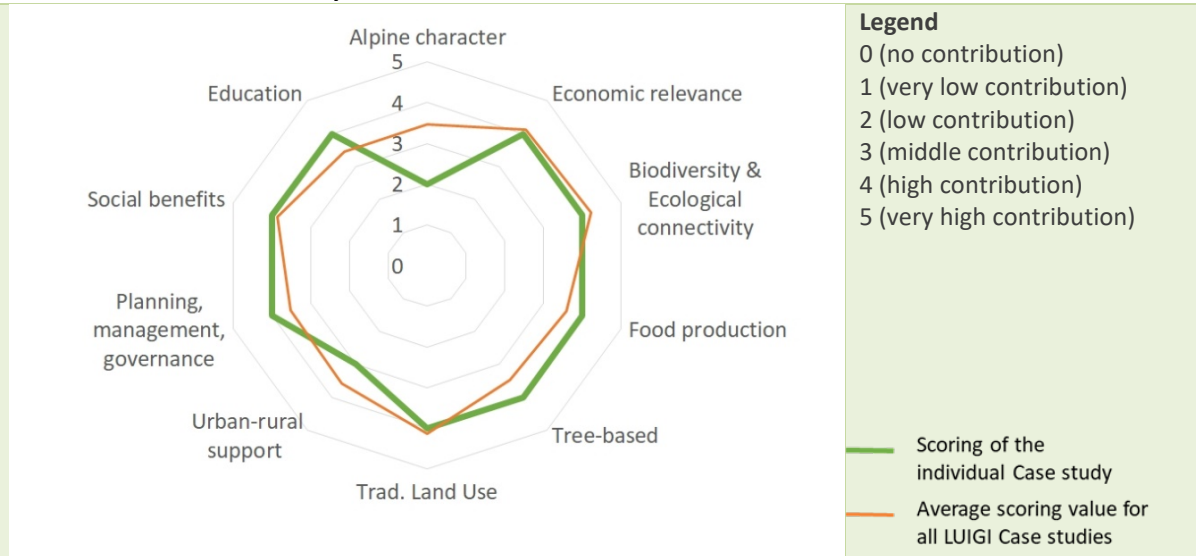 Alpine character
5
Education
4
Economic relevance
3
Biodiversity &
Ecological
connectivity
Social benefits
2
1
0
Planning,
management,
governance
Food production
Urban-rural
support
Tree-based
Trad. Land Use
Legend
0 (no contribution)
1 (very low contribution)
2 (low contribution)
3 (middle contribution)
4 (high contribution)
5 (very high contribution)
Scoring of the
individual Case study
Average scoring value for
all LUIGI Case studies